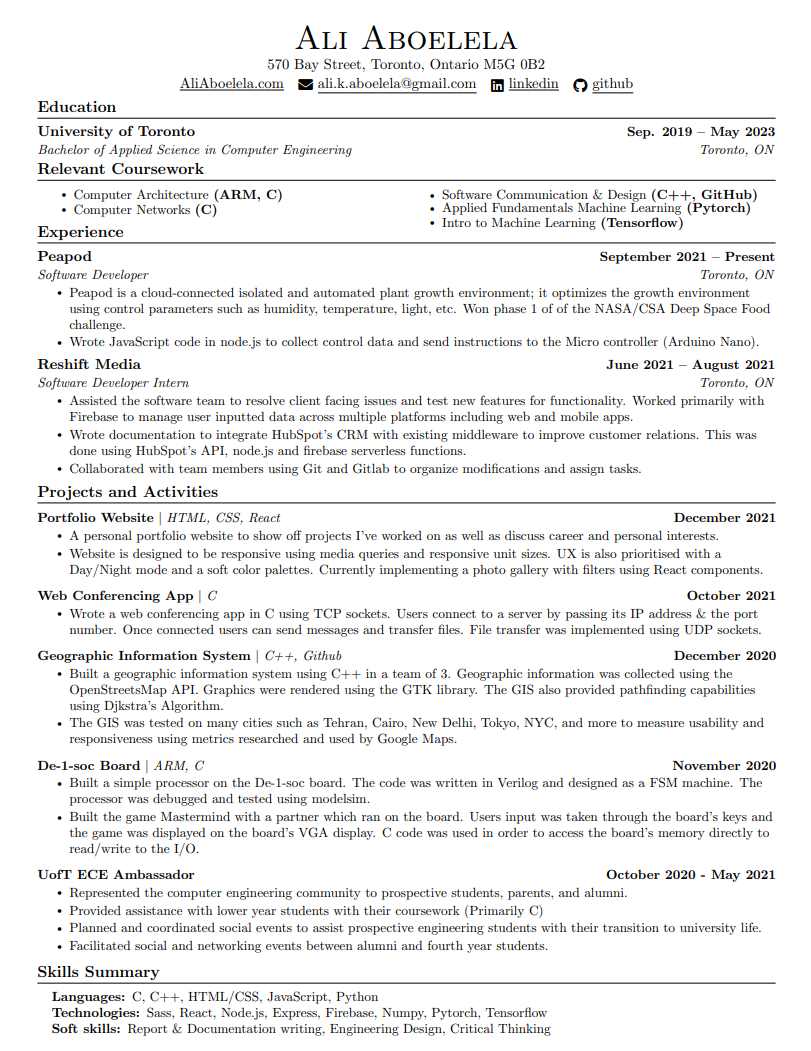 Ali Aboelela
570 Bay Street, Toronto, Ontario M5G 0B2
AliAboelela.com ali.k.aboelela@gmail.com linkedin github
Education
University of Toronto Sep. 2019 – May 2023
Bachelor of Applied Science in Computer Engineering Toronto, ON
Relevant Coursework
• Computer Architecture (ARM, C)
• Computer Networks (C)
• Software Communication & Design (C++, GitHub)
• Applied Fundamentals Machine Learning (Pytorch)
• Intro to Machine Learning (Tensorflow)
Experience
Peapod September 2021 – Present
Software Developer Toronto, ON
• Peapod is a cloud-connected isolated and automated plant growth environment; it optimizes the growth environment
using control parameters such as humidity, temperature, light, etc. Won phase 1 of of the NASA/CSA Deep Space Food
challenge.
• Wrote JavaScript code in node.js to collect control data and send instructions to the Micro controller (Arduino Nano).
Reshift Media June 2021 – August 2021
Software Developer Intern Toronto, ON
• Assisted the software team to resolve client facing issues and test new features for functionality. Worked primarily with
Firebase to manage user inputted data across multiple platforms including web and mobile apps.
• Wrote documentation to integrate HubSpot's CRM with existing middleware to improve customer relations. This was
done using HubSpot's API, node.js and firebase serverless functions.
• Collaborated with team members using Git and Gitlab to organize modifications and assign tasks.
Projects and Activities
Portfolio Website | HTML, CSS, React December 2021
• A personal portfolio website to show off projects I've worked on as well as discuss career and personal interests.
• Website is designed to be responsive using media queries and responsive unit sizes. UX is also prioritised with a
Day/Night mode and a soft color palettes. Currently implementing a photo gallery with filters using React components.
Web Conferencing App | C October 2021
• Wrote a web conferencing app in C using TCP sockets. Users connect to a server by passing its IP address & the port
number. Once connected users can send messages and transfer files. File transfer was implemented using UDP sockets.
Geographic Information System | C++, Github December 2020
• Built a geographic information system using C++ in a team of 3. Geographic information was collected using the
OpenStreetsMap API. Graphics were rendered using the GTK library. The GIS also provided pathfinding capabilities
using Djkstra's Algorithm.
• The GIS was tested on many cities such as Tehran, Cairo, New Delhi, Tokyo, NYC, and more to measure usability and
responsiveness using metrics researched and used by Google Maps.
De-1-soc Board | ARM, C November 2020
• Built a simple processor on the De-1-soc board. The code was written in Verilog and designed as a FSM machine. The
processor was debugged and tested using modelsim.
• Built the game Mastermind with a partner which ran on the board. Users input was taken through the board's keys and
the game was displayed on the board's VGA display. C code was used in order to access the board's memory directly to
read/write to the I/O.
UofT ECE Ambassador October 2020 - May 2021
• Represented the computer engineering community to prospective students, parents, and alumni.
• Provided assistance with lower year students with their coursework (Primarily C)
• Planned and coordinated social events to assist prospective engineering students with their transition to university life.
• Facilitated social and networking events between alumni and fourth year students.
Skills Summary
Languages: C, C++, HTML/CSS, JavaScript, Python
Technologies: Sass, React, Node.js, Express, Firebase, Numpy, Pytorch, Tensorflow
Soft skills: Report & Documentation writing, Engineering Design, Critical Thinking